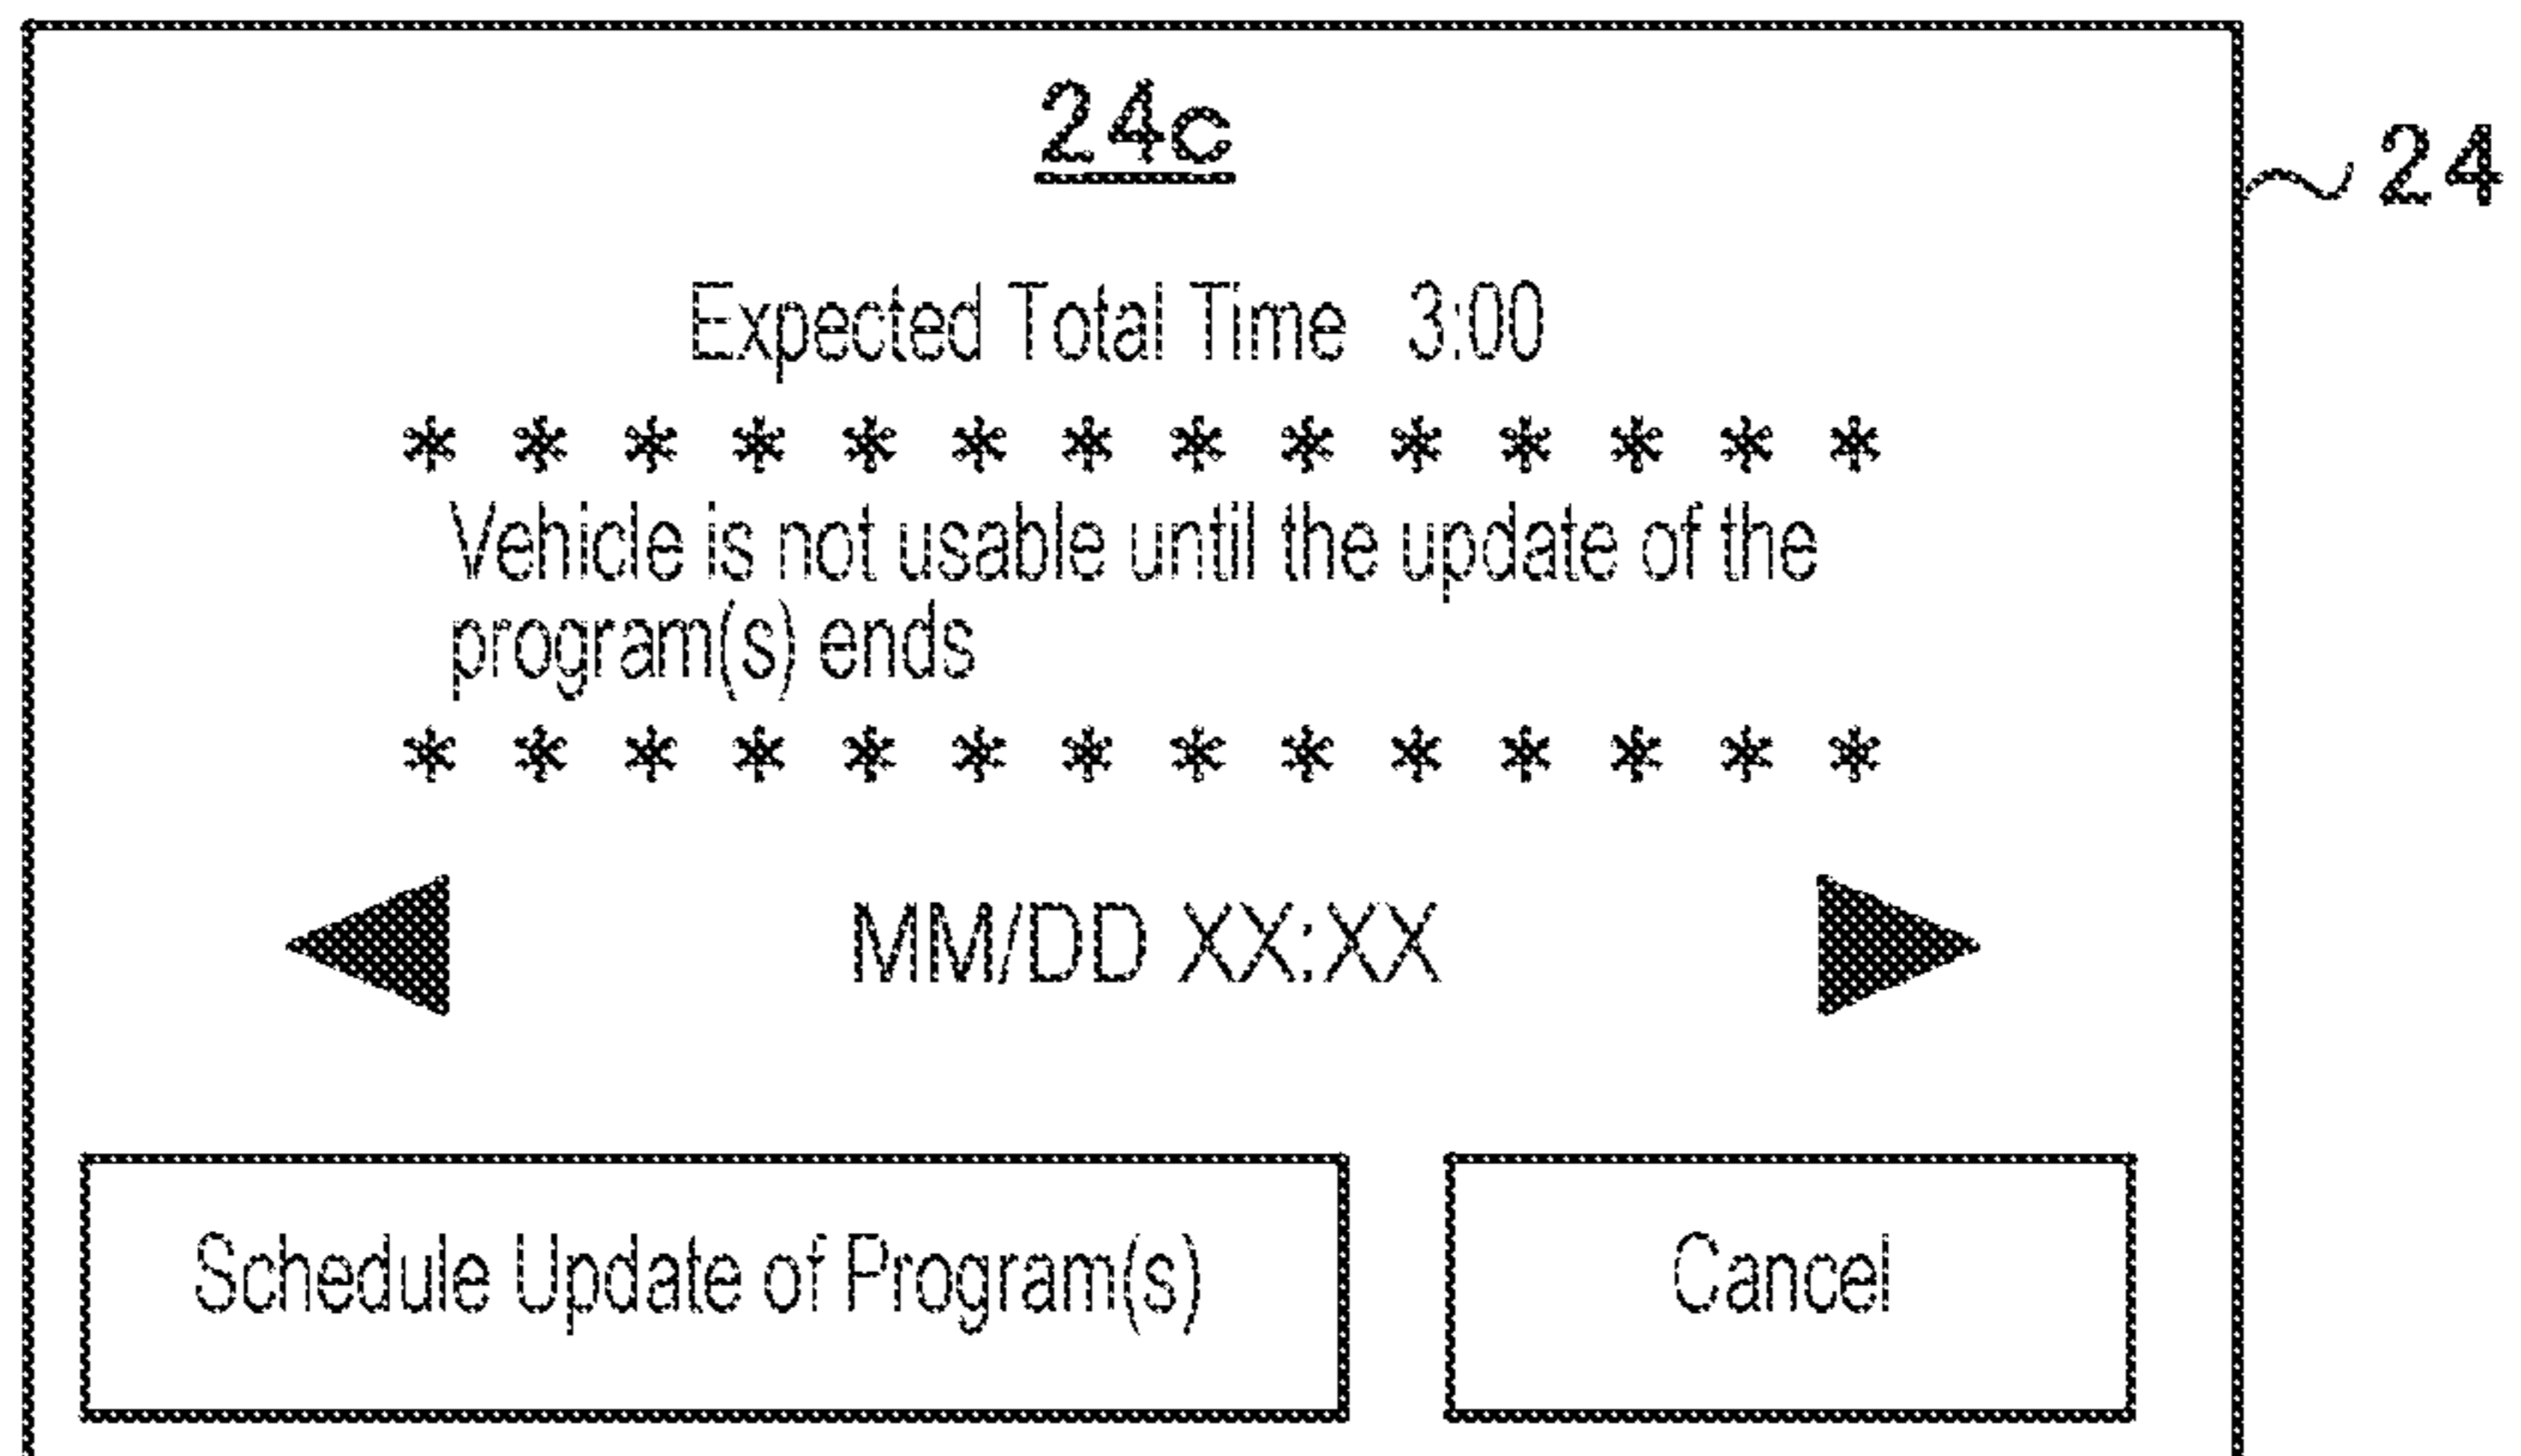 24c
24
Expected Total Time 3:00
* * * * * * * * * * * * * *
Vehicle is not usable until the update of the
program(s) ends
* * * * * * * * * * * * * *
MM/DD XX:XX
Schedule Update of Program(s)
Cancel